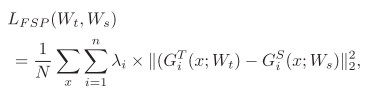 L_{FSP}(W_t, W_s)
= \frac{1}{N} \sum_{x} \sum_{i=1}^{n} \lambda_i \times \|(G_i^T(x; W_t) - G_i^S(x; W_s)\|_2^2,